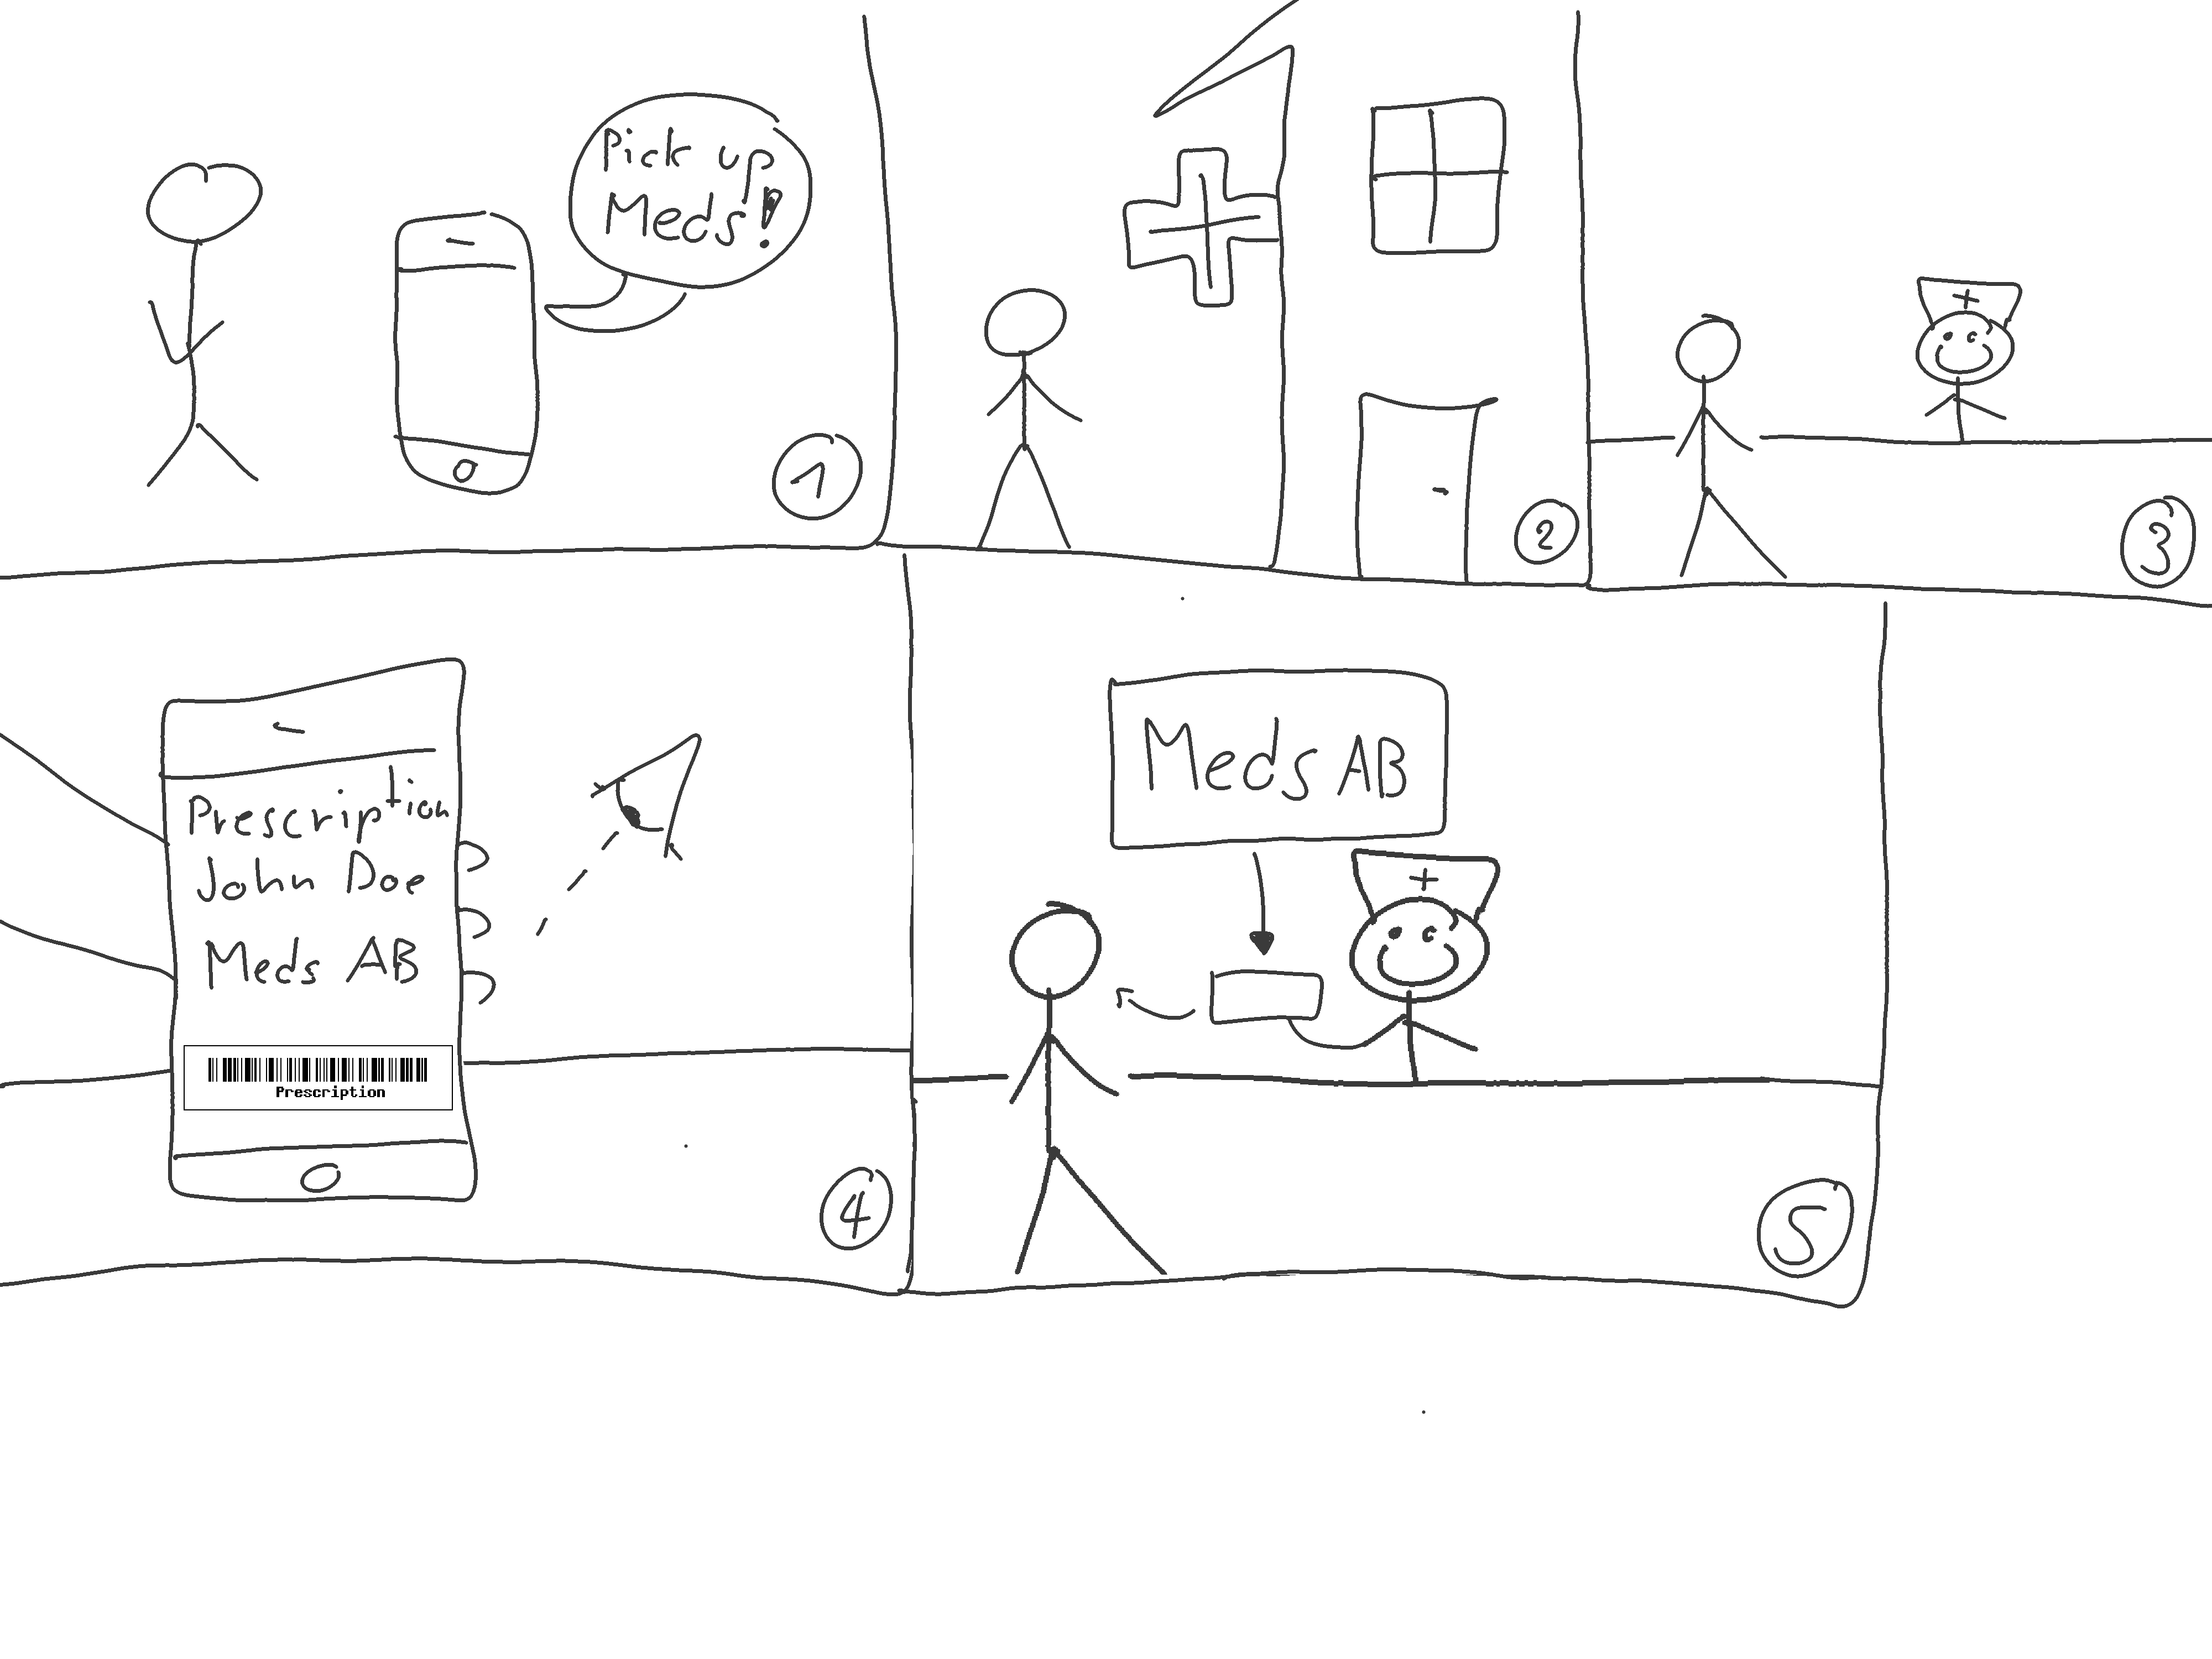 Pick up
Meds!
1
2
3
Prescription
John Doe
Meds AB
Prescription
4
Meds AB
5